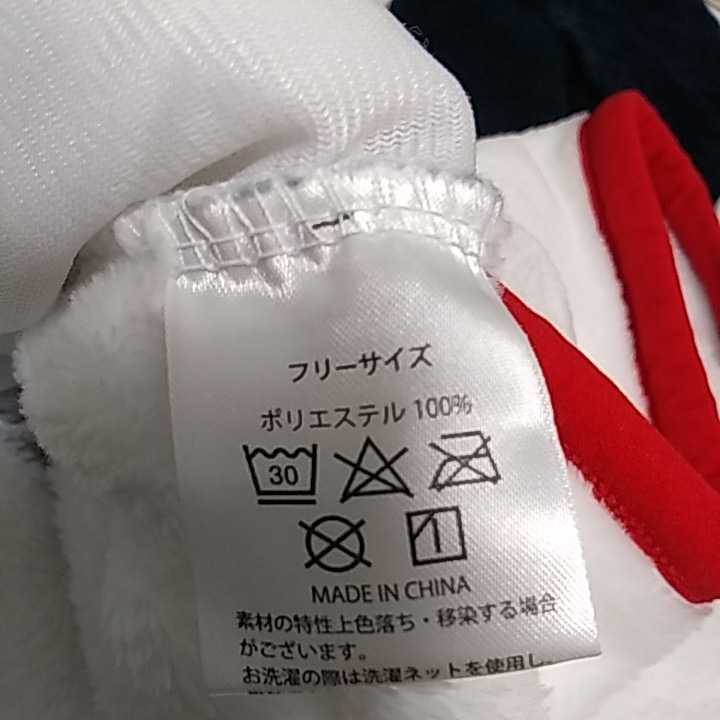 フリーサイズ
ポリエステル 100%
30
MADE IN CHINA
素材の特性上色落ち・移染する場合
がございます。
お洗濯の際は洗濯ネットを使用し、